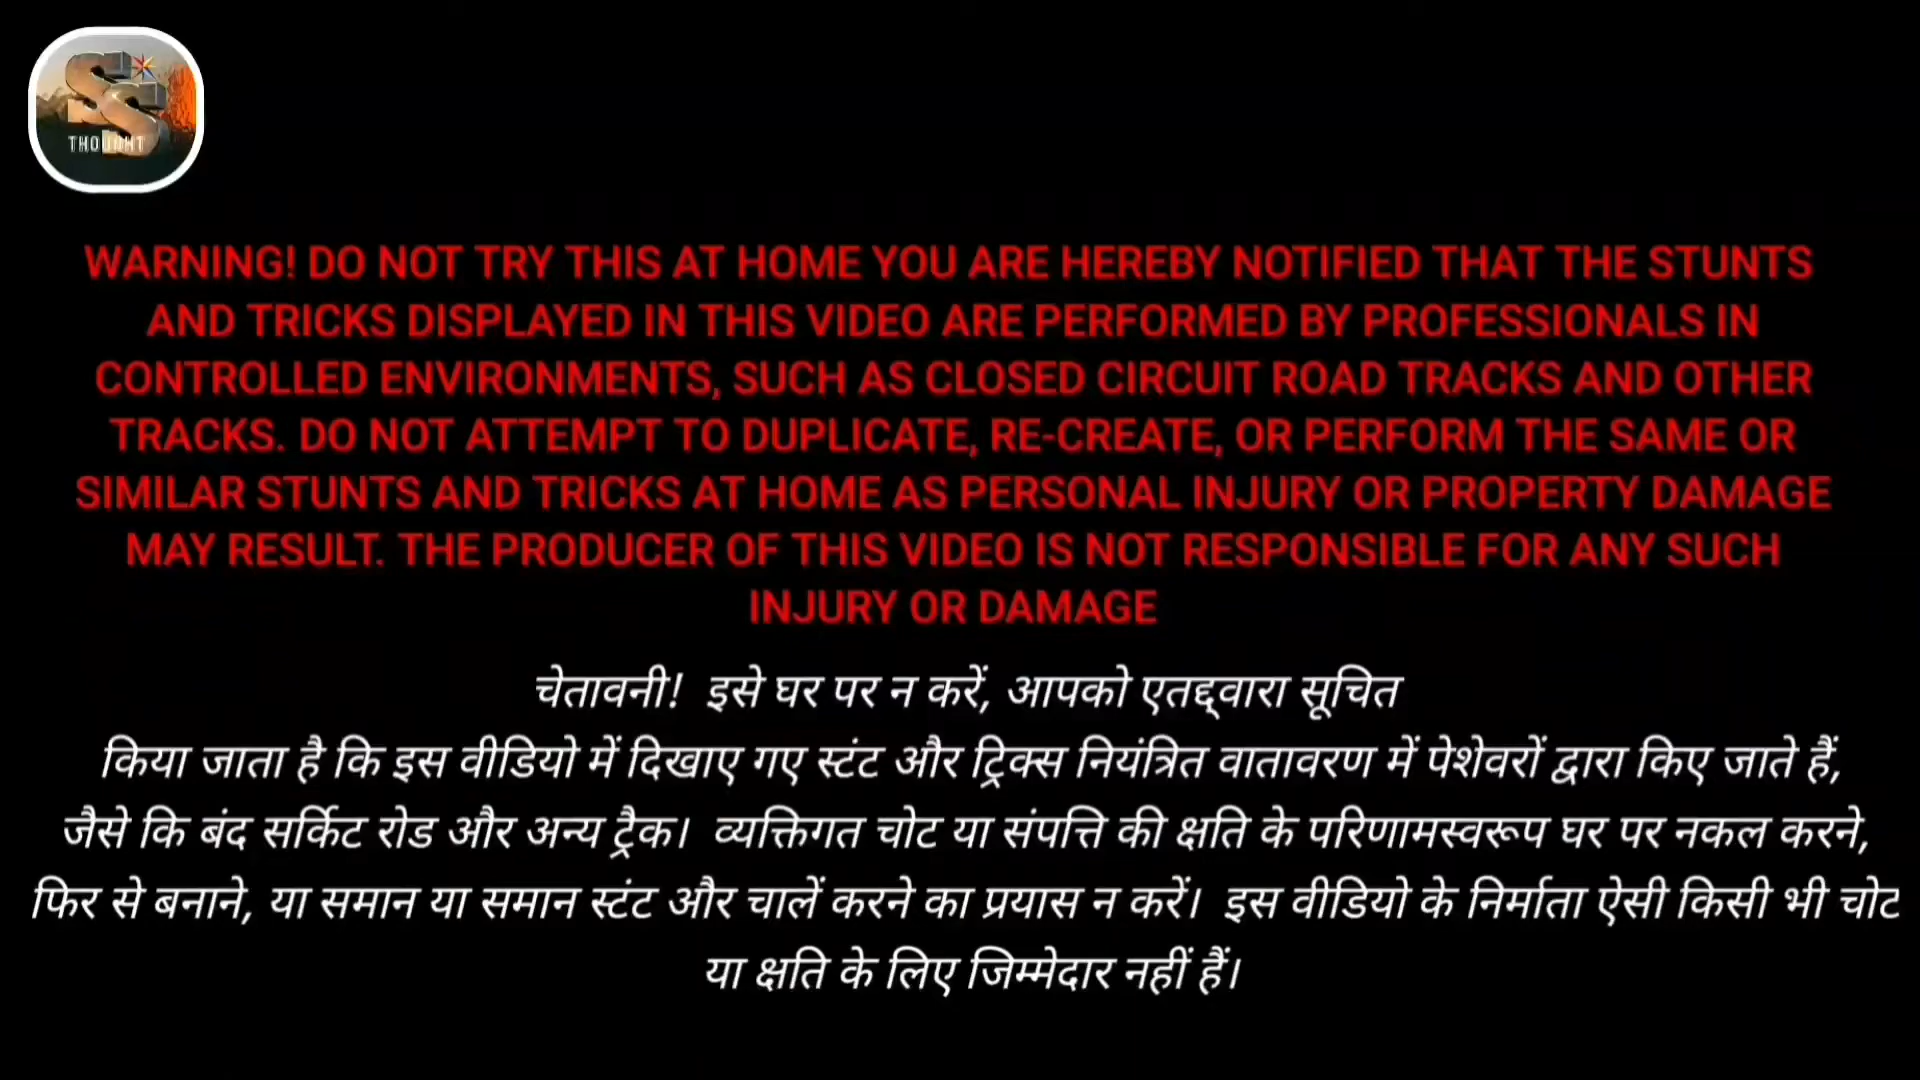 SS
THOUGHT
WARNING! DO NOT TRY THIS AT HOME YOU ARE HEREBY NOTIFIED THAT THE STUNTS
AND TRICKS DISPLAYED IN THIS VIDEO ARE PERFORMED BY PROFESSIONALS IN
CONTROLLED ENVIRONMENTS, SUCH AS CLOSED CIRCUIT ROAD TRACKS AND OTHER
TRACKS. DO NOT ATTEMPT TO DUPLICATE, RE-CREATE, OR PERFORM THE SAME OR
SIMILAR STUNTS AND TRICKS AT HOME AS PERSONAL INJURY OR PROPERTY DAMAGE
MAY RESULT. THE PRODUCER OF THIS VIDEO IS NOT RESPONSIBLE FOR ANY SUCH
INJURY OR DAMAGE
चेतावनी! इसे घर पर न करें, आपको एतद्द्वारा सूचित
किया जाता है कि इस वीडियो में दिखाए गए स्टंट और ट्रिक्स नियंत्रित वातावरण में पेशेवरों द्वारा किए जाते हैं,
जैसे कि बंद सर्किट रोड और अन्य ट्रैक। व्यक्तिगत चोट या संपत्ति की क्षति के परिणामस्वरूप घर पर नकल करने,
फिर से बनाने, या समान या समान स्टंट और चालें करने का प्रयास न करें। इस वीडियो के निर्माता ऐसी किसी भी चोट
या क्षति के लिए जिम्मेदार नहीं हैं।